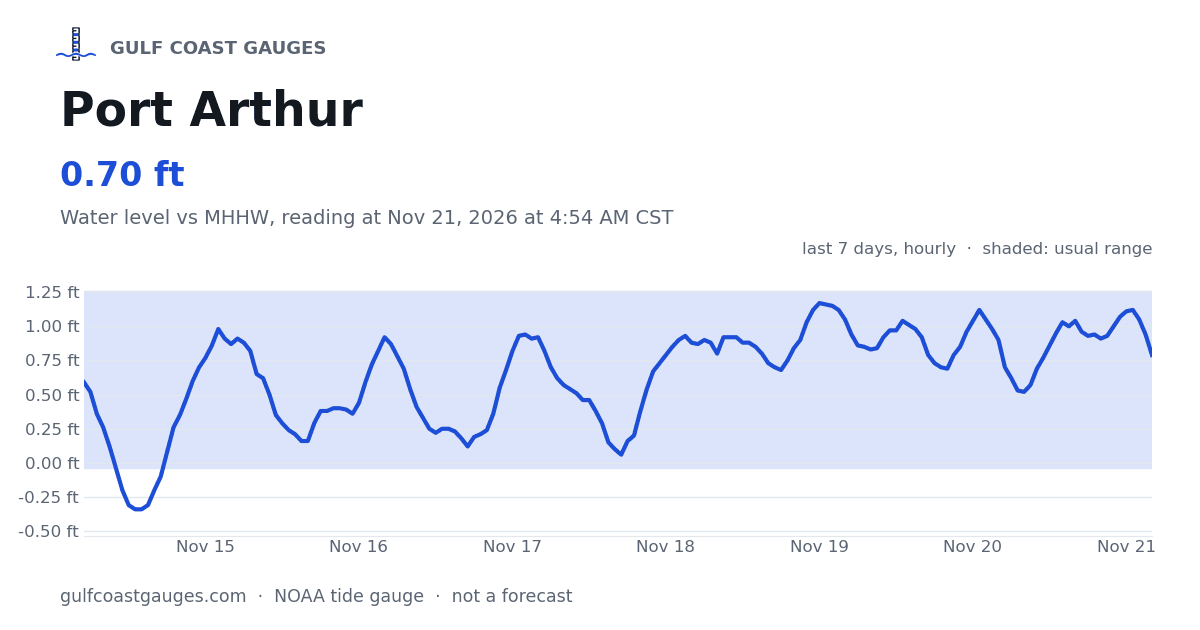 GULF COAST GAUGES
Port Arthur
0.70 ft
Water level vs MHHW, reading at Nov 21, 2026 at 4:54 AM CST
last 7 days, hourly · shaded: usual range
1.25 ft
1.00 ft
0.75 ft
0.50 ft
0.25 ft
0.00 ft
-0.25 ft
-0.50 ft
Nov 15 Nov 16 Nov 17 Nov 18 Nov 19 Nov 20 Nov 21
gulfcoastgauges.com · NOAA tide gauge · not a forecast